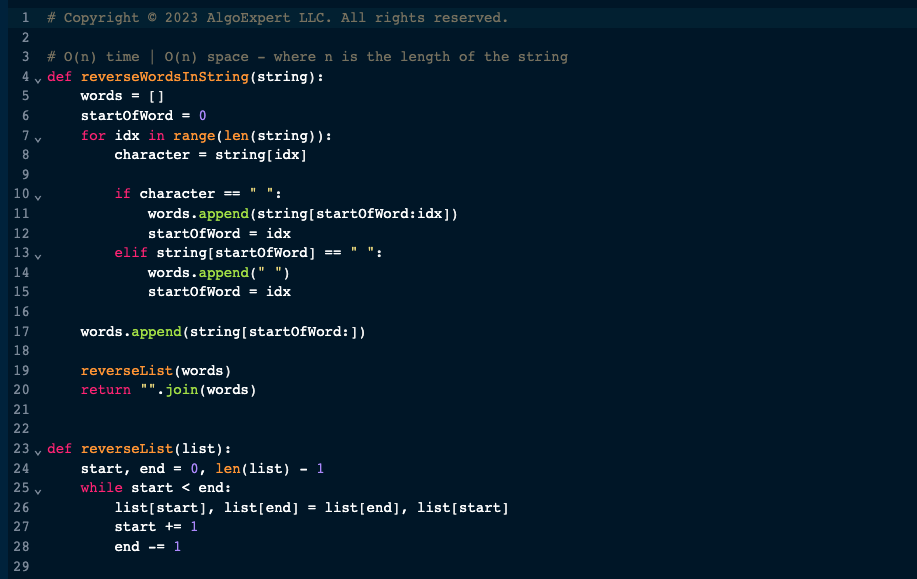 1 # Copyright © 2023 AlgoExpert LLC. All rights reserved.
2
3 # O(n) time | O(n) space - where n is the length of the string
4 def reverseWordsInString(string):
5     words = []
6     startOfWord = 0
7     for idx in range(len(string)):
8         character = string[idx]
9
10         if character == " ":
11             words.append(string[startOfWord:idx])
12             startOfWord = idx
13         elif string[startOfWord] == " ":
14             words.append(" ")
15             startOfWord = idx
16
17     words.append(string[startOfWord:])
18
19     reverseList(words)
20     return "".join(words)
21
22
23 def reverseList(list):
24     start, end = 0, len(list) - 1
25     while start < end:
26         list[start], list[end] = list[end], list[start]
27         start += 1
28         end -= 1
29